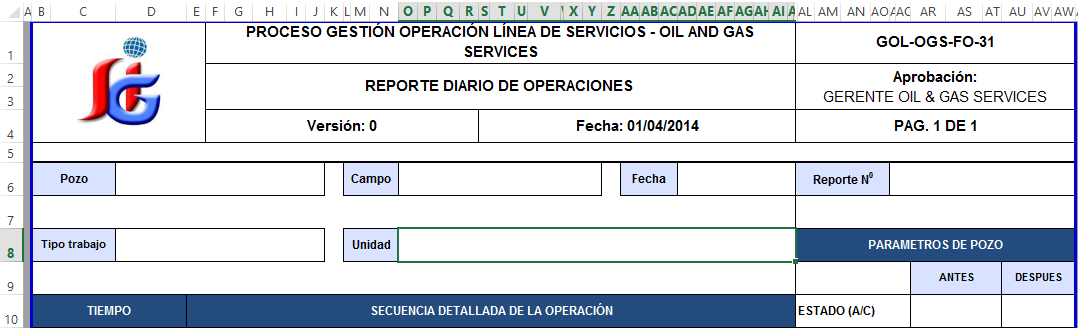 A B C D E F G H I J K L M N O P Q R S T U V W X Y Z AA AB AC AD AE AF AG AH AI A AL AM AN AO AR AS AT AU AV AW
1 PROCESO GESTIÓN OPERACIÓN LÍNEA DE SERVICIOS - OIL AND GAS
SERVICES
GOL-OGS-FO-31
2 Aprobación:
REPORTE DIARIO DE OPERACIONES
3 GERENTE OIL & GAS SERVICES
4 Versión: 0 Fecha: 01/04/2014 PAG. 1 DE 1
5
6 Pozo Campo Fecha Reporte N⁰
7
8 Tipo trabajo Unidad PARAMETROS DE POZO
9 ANTES DESPUES
10 TIEMPO SECUENCIA DETALLADA DE LA OPERACIÓN ESTADO (A/C)